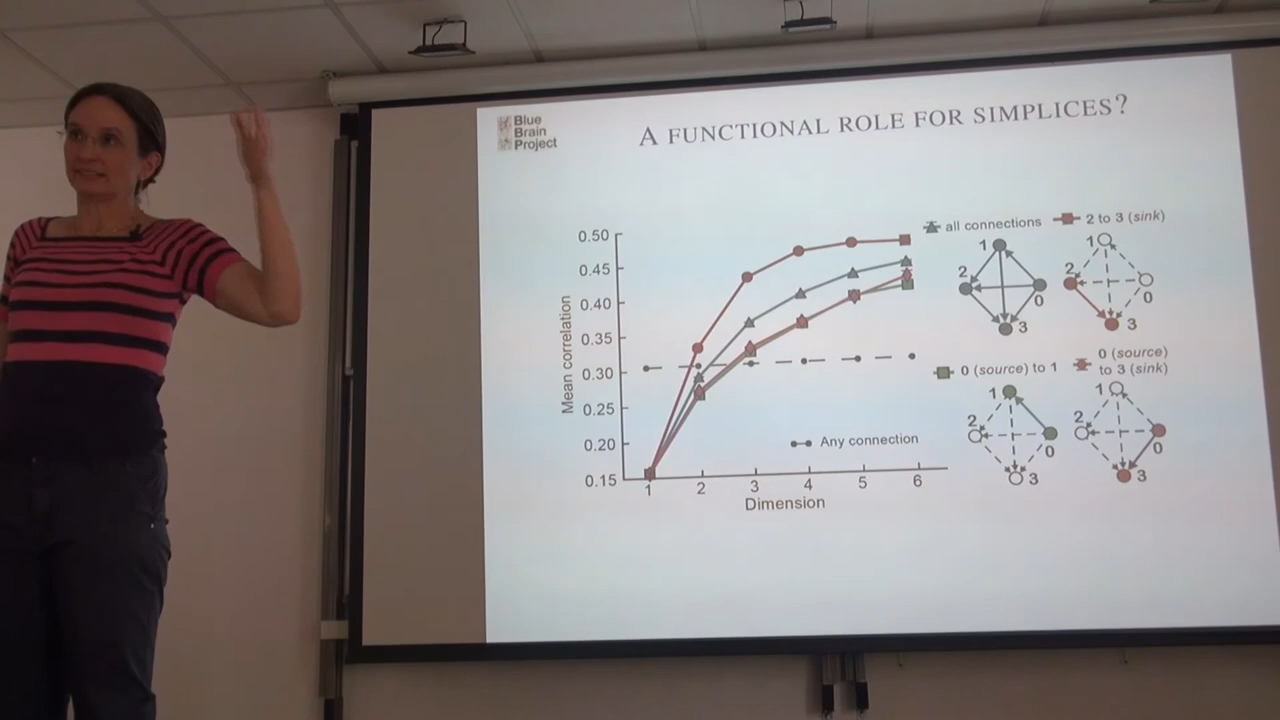 Blue
Brain
Project
A FUNCTIONAL ROLE FOR SIMPLICES?
0.50
0.45
0.40
0.35
0.30
0.25
0.20
0.15
Mean correlation
1 2 3 4 5 6
Dimension
Any connection
all connections
1
2
0
3
2 to 3 (sink)
1
2
0
3
0 (source) to 1
1
2
0
3
0 (source)
to 3 (sink)
1
2
0
3